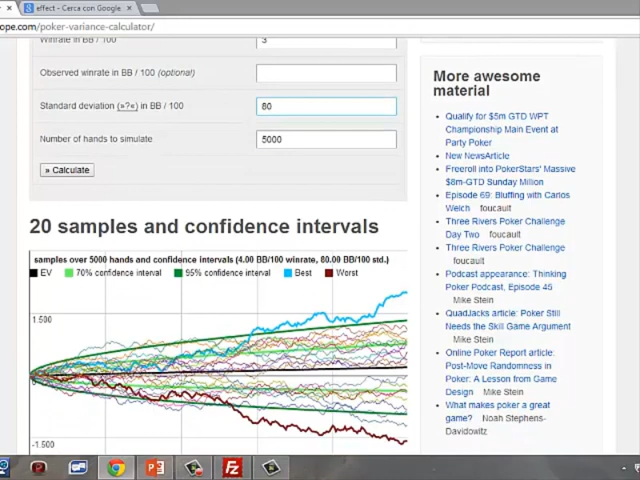 effect - Cerca con Google
ope.com/poker-variance-calculator/
Winrate in BB / 100
3
Observed winrate in BB / 100 (optional)
Standard deviation (»?«) in BB / 100
80
Number of hands to simulate
5000
» Calculate
20 samples and confidence intervals
samples over 5000 hands and confidence intervals (4.00 BB/100 winrate, 80.00 BB/100 std.)
EV 70% confidence interval 95% confidence interval Best Worst
1.500
-1.500
More awesome
material
Qualify for $5m GTD WPT
Championship Main Event at
Party Poker
New NewsArticle
Freeroll into PokerStars' Massive
$8m-GTD Sunday Million
Episode 69: Bluffing with Carlos
Welch foucault
Three Rivers Poker Challenge
Day Two foucault
Three Rivers Poker Challenge
foucault
Podcast appearance: Thinking
Poker Podcast, Episode 45
Mike Stein
QuadJacks article: Poker Still
Needs the Skill Game Argument
Mike Stein
Online Poker Report article:
Post-Move Randomness in
Poker: A Lesson from Game
Design Mike Stein
What makes poker a great
game? Noah Stephens-
Davidowitz